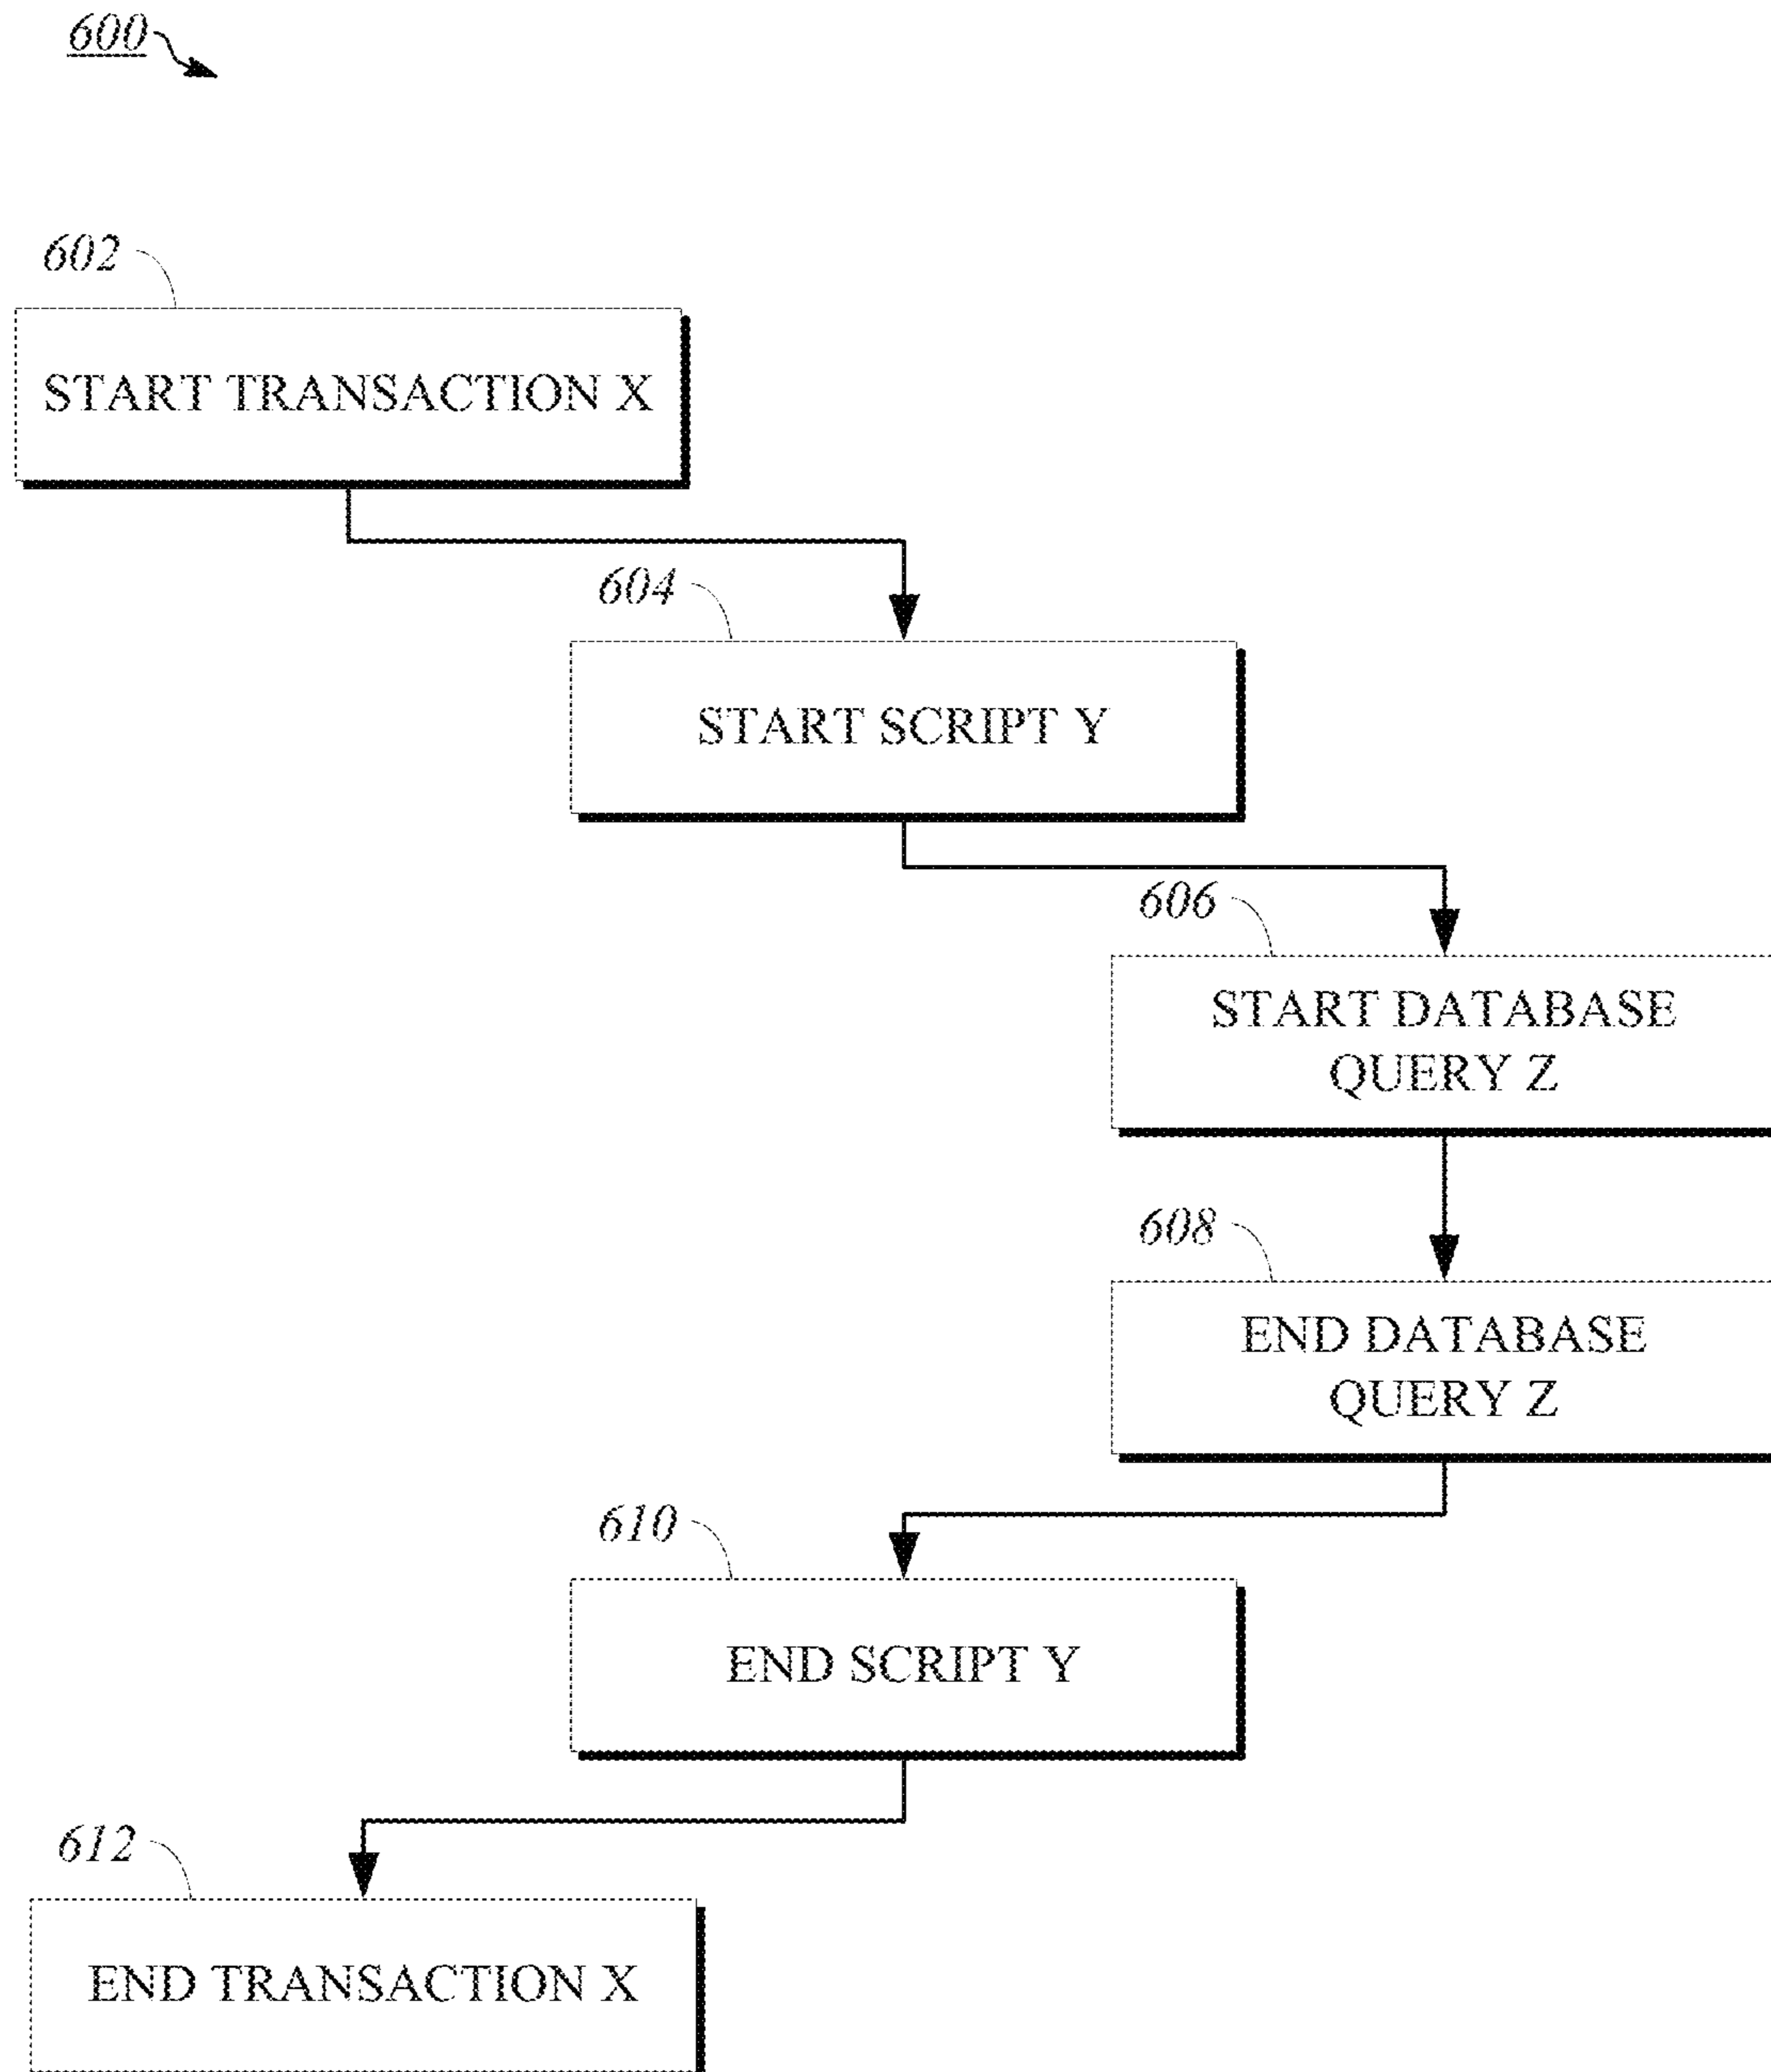 600
602
START TRANSACTION X
604
START SCRIPT Y
606
START DATABASE
QUERY Z
608
END DATABASE
QUERY Z
610
END SCRIPT Y
612
END TRANSACTION X